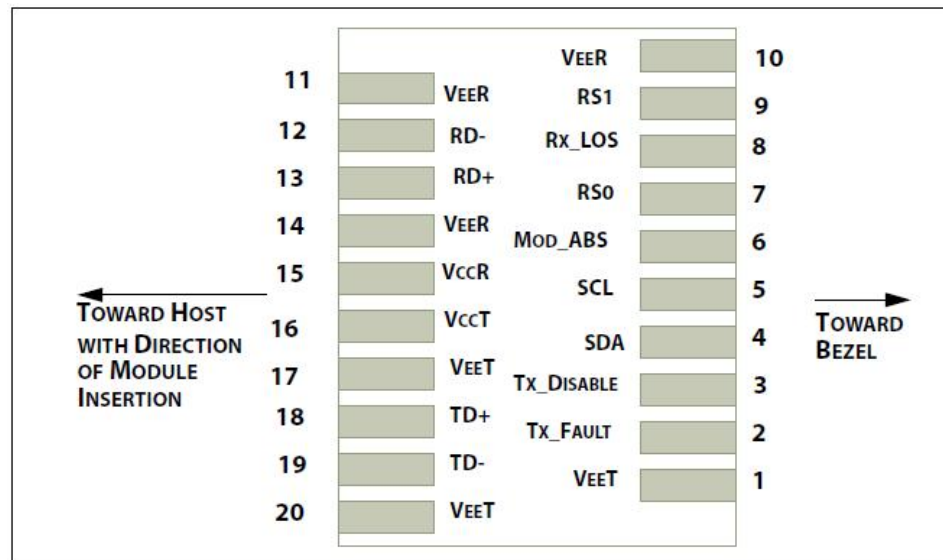 11 VEER
12 RD-
13 RD+
14 VEER
15 VCCR
16 VCCT
17 VEET
18 TD+
19 TD-
20 VEET
VEER 10
RS1 9
RX_LOS 8
RS0 7
MOD_ABS 6
SCL 5
SDA 4
TX_DISABLE 3
TX_FAULT 2
VEET 1
TOWARD HOST
WITH DIRECTION
OF MODULE
INSERTION
TOWARD
BEZEL